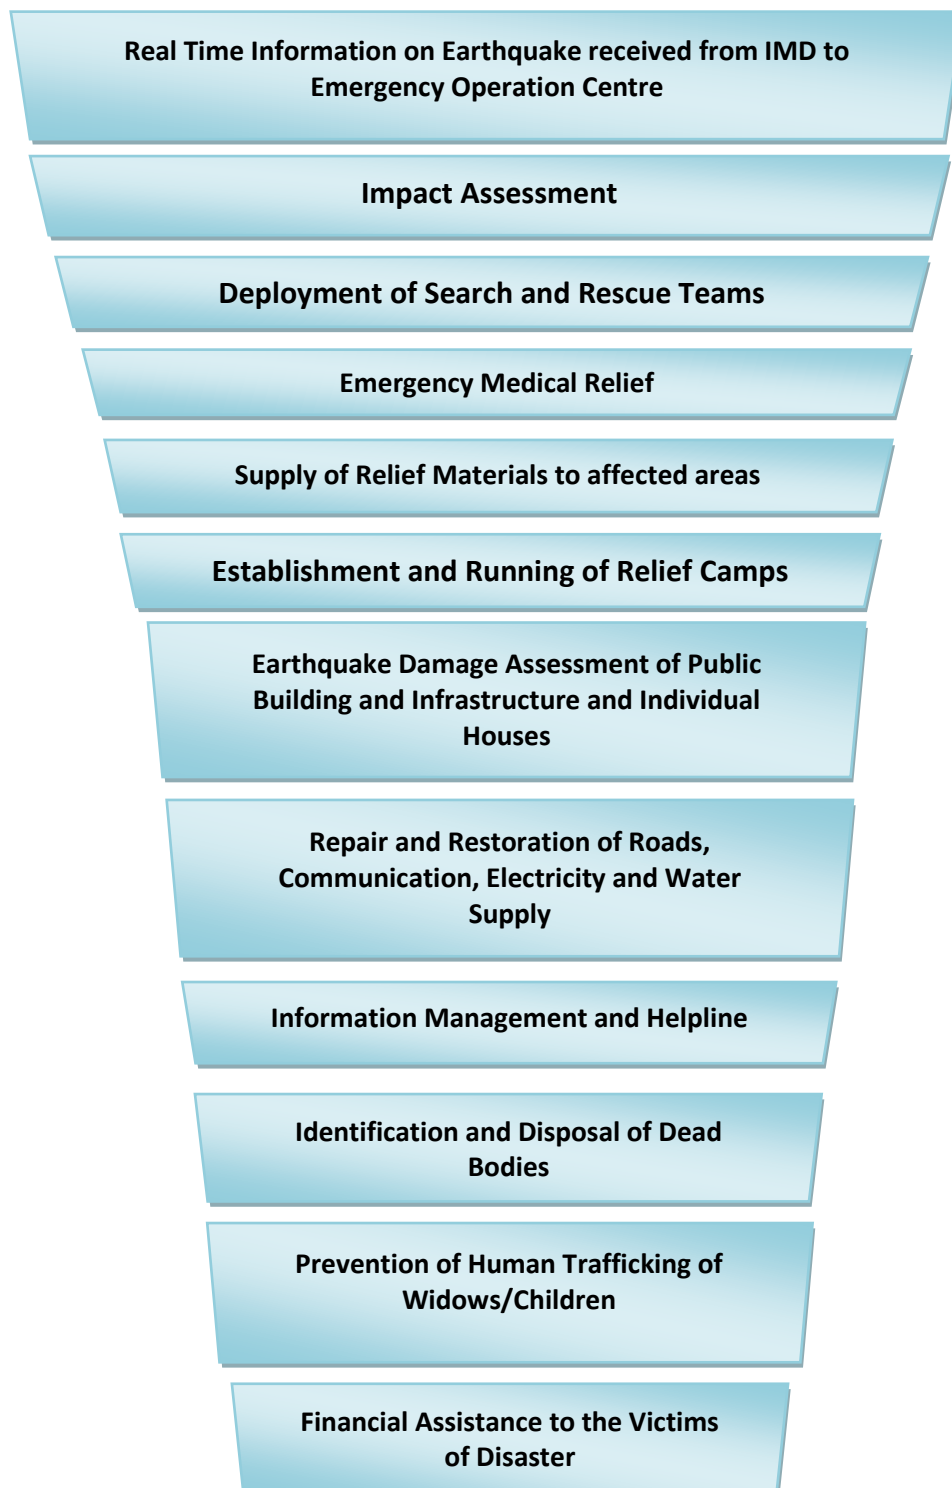 Real Time Information on Earthquake received from IMD to
Emergency Operation Centre
Impact Assessment
Deployment of Search and Rescue Teams
Emergency Medical Relief
Supply of Relief Materials to affected areas
Establishment and Running of Relief Camps
Earthquake Damage Assessment of Public
Building and Infrastructure and Individual
Houses
Repair and Restoration of Roads,
Communication, Electricity and Water
Supply
Information Management and Helpline
Identification and Disposal of Dead
Bodies
Prevention of Human Trafficking of
Widows/Children
Financial Assistance to the Victims
of Disaster